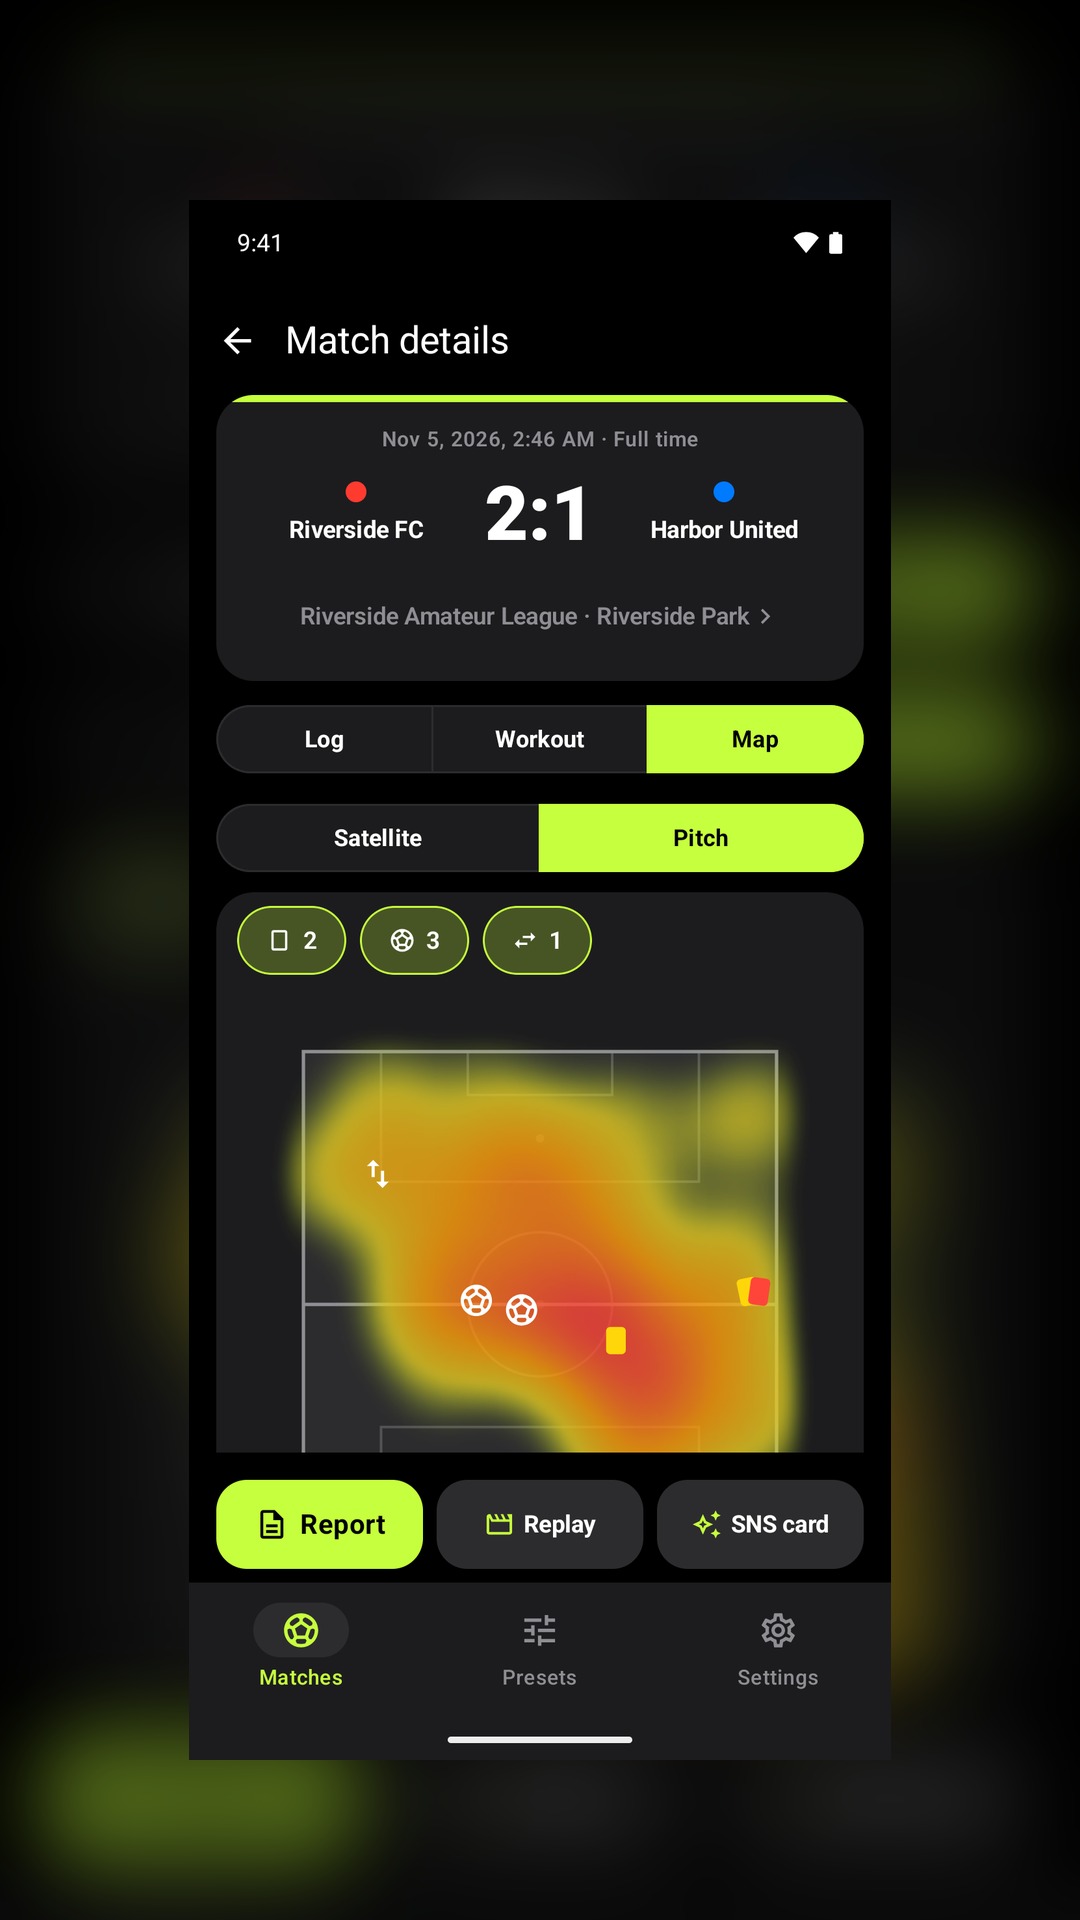 9:41
Match details
Nov 5, 2026, 2:46 AM · Full time
Riverside FC
2:1
Harbor United
Riverside Amateur League · Riverside Park
Log
Workout
Map
Satellite
Pitch
2
3
1
Report
Replay
SNS card
Matches
Presets
Settings